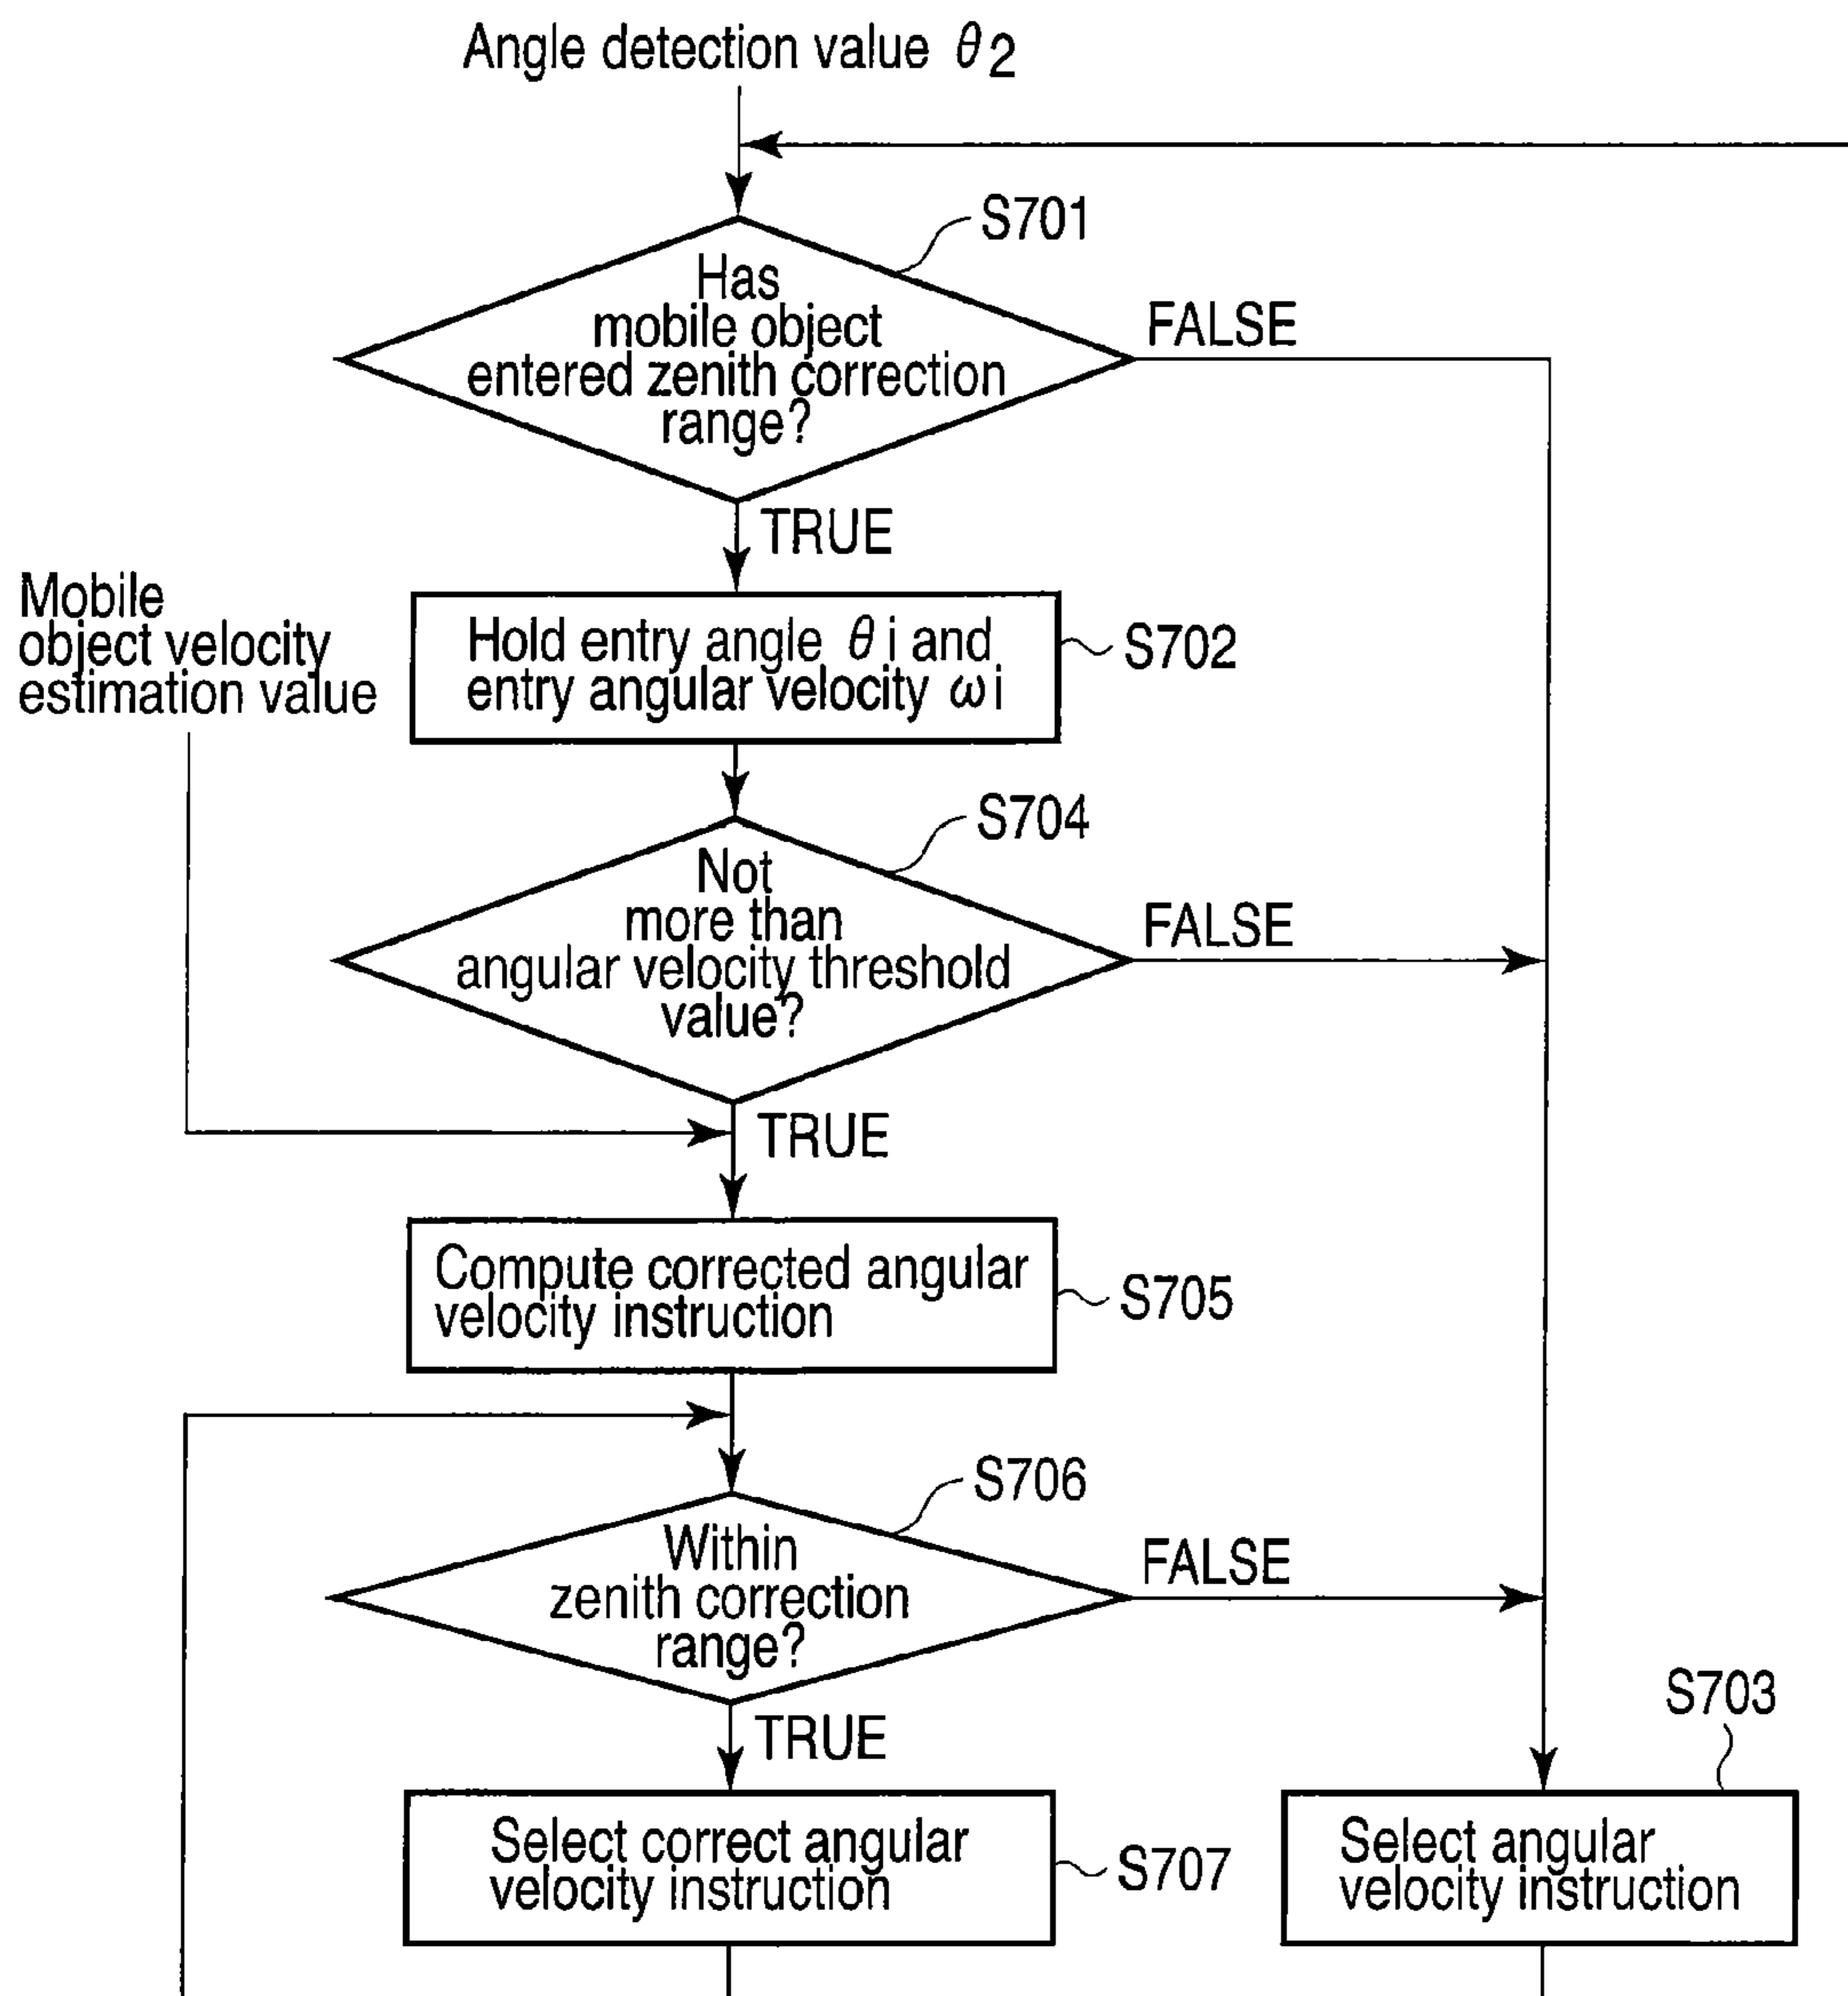 Angle detection value θ2
S701
Has
mobile object
entered zenith correction
range?
FALSE
TRUE
Mobile
object velocity
estimation value
Hold entry angle θi and
entry angular velocity ωi
S702
S704
Not
more than
angular velocity threshold
value?
FALSE
TRUE
Compute corrected angular
velocity instruction
S705
S706
Within
zenith correction
range?
FALSE
TRUE
S703
Select correct angular
velocity instruction
S707
Select angular
velocity instruction